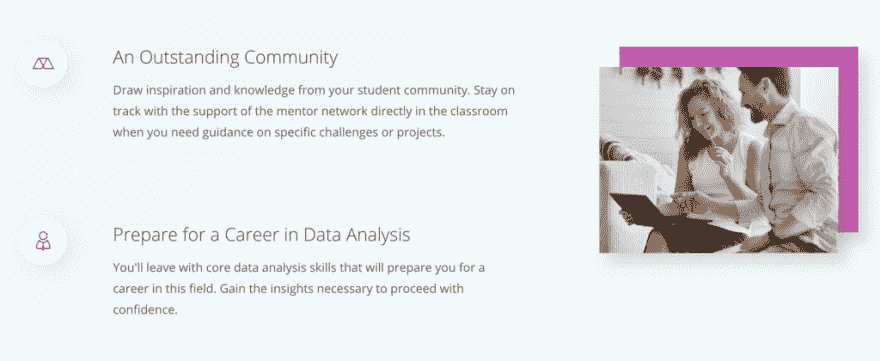 An Outstanding Community
Draw inspiration and knowledge from your student community. Stay on
track with the support of the mentor network directly in the classroom
when you need guidance on specific challenges or projects.
Prepare for a Career in Data Analysis
You'll leave with core data analysis skills that will prepare you for a
career in this field. Gain the insights necessary to proceed with
confidence.